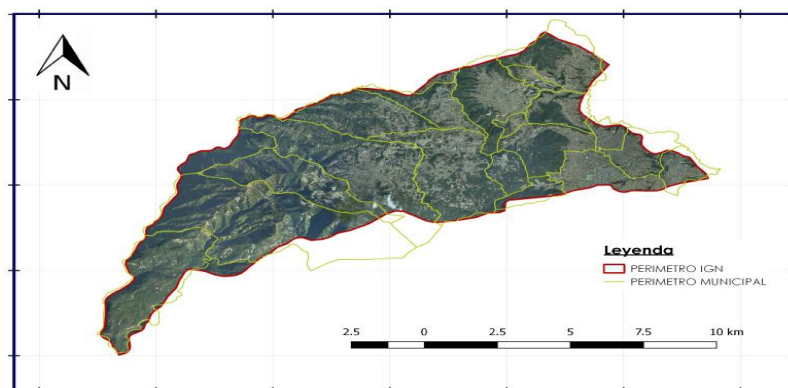 N
Leyenda
PERIMETRO IGN
PERIMETRO MUNICIPAL
2.5 0 2.5 5 7.5 10 km